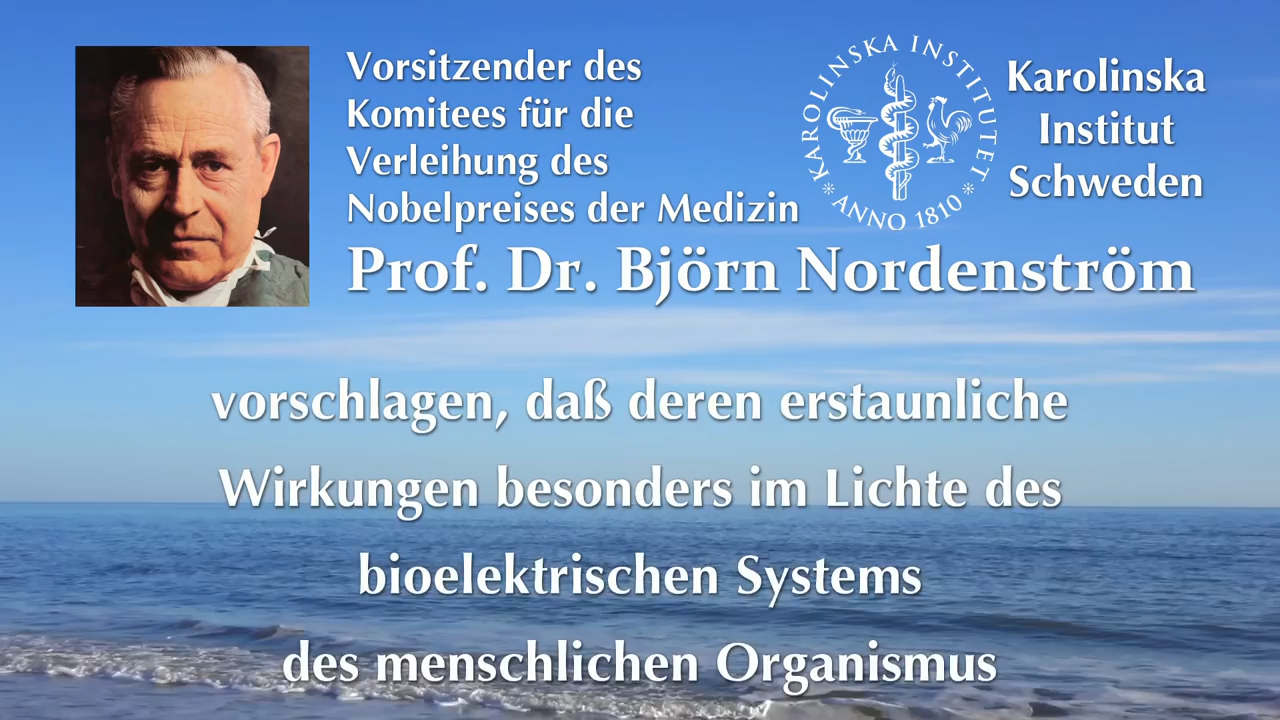 Vorsitzender des
Komitees für die
Verleihung des
Nobelpreises der Medizin
KAROLINSKA INSTITUTET
ANNO 1810
Karolinska
Institut
Schweden
Prof. Dr. Björn Nordenström
vorschlagen, daß deren erstaunliche
Wirkungen besonders im Lichte des
bioelektrischen Systems
des menschlichen Organismus